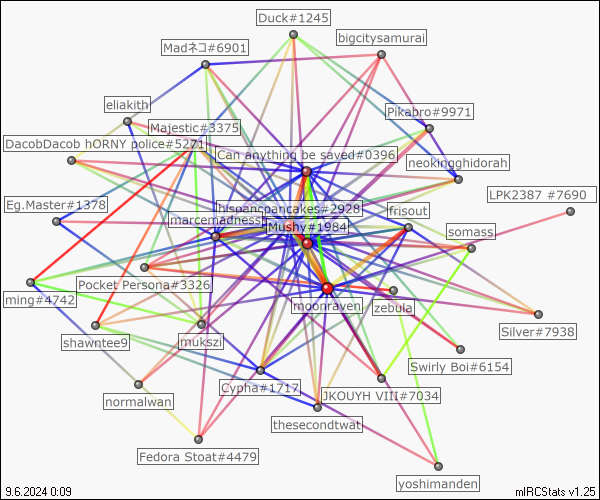 Duck#1245
bigcitysamurai
Madネコ#6901
eliakith
Pikabro#9971
Majestic#3375
DacobDacob hORNY police#5271
Can anything be saved#0396
neokingghidorah
LPK2387 #7690
Eg.Master#1378
hispanopancakes#2928
frisout
marcemadness
Mushy#1984
somass
Pocket Persona#3326
ming#4742
moonraven
zebula
Silver#7938
shawntee9
mukszi
Swirly Boi#6154
Cypha#1717
JKOUYH VIII#7034
normalwan
thesecondtwat
Fedora Stoat#4479
yoshimanden
9.6.2024 0:09
mIRCStats v1.25